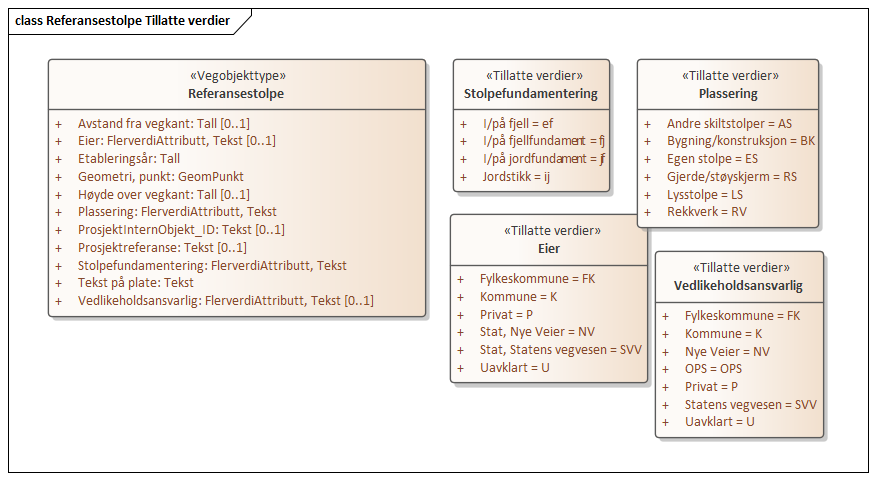 class Referansestolpe Tillatte verdier
«Vegobjekttype»
Referansestolpe
+ Avstand fra vegkant: Tall [0..1]
+ Eier: FlerverdiAttributt, Tekst [0..1]
+ Etableringsår: Tall
+ Geometri, punkt: GeomPunkt
+ Høyde over vegkant: Tall [0..1]
+ Plassering: FlerverdiAttributt, Tekst
+ ProsjektInternObjekt_ID: Tekst [0..1]
+ Prosjektreferanse: Tekst [0..1]
+ Stolpefundamentering: FlerverdiAttributt, Tekst
+ Tekst på plate: Tekst
+ Vedlikeholdsansvarlig: FlerverdiAttributt, Tekst [0..1]
«Tillatte verdier»
Stolpefundamentering
+ I/på fjell = ef
+ I/på fjellfundament = fj
+ I/på jordfundament = jf
+ Jordstikk = ij
«Tillatte verdier»
Plassering
+ Andre skiltstolper = AS
+ Bygning/konstruksjon = BK
+ Egen stolpe = ES
+ Gjerde/støyskjerm = RS
+ Lysstolpe = LS
+ Rekkverk = RV
«Tillatte verdier»
Eier
+ Fylkeskommune = FK
+ Kommune = K
+ Privat = P
+ Stat, Nye Veier = NV
+ Stat, Statens vegvesen = SVV
+ Uavklart = U
«Tillatte verdier»
Vedlikeholdsansvarlig
+ Fylkeskommune = FK
+ Kommune = K
+ Nye Veier = NV
+ OPS = OPS
+ Privat = P
+ Statens vegvesen = SVV
+ Uavklart = U